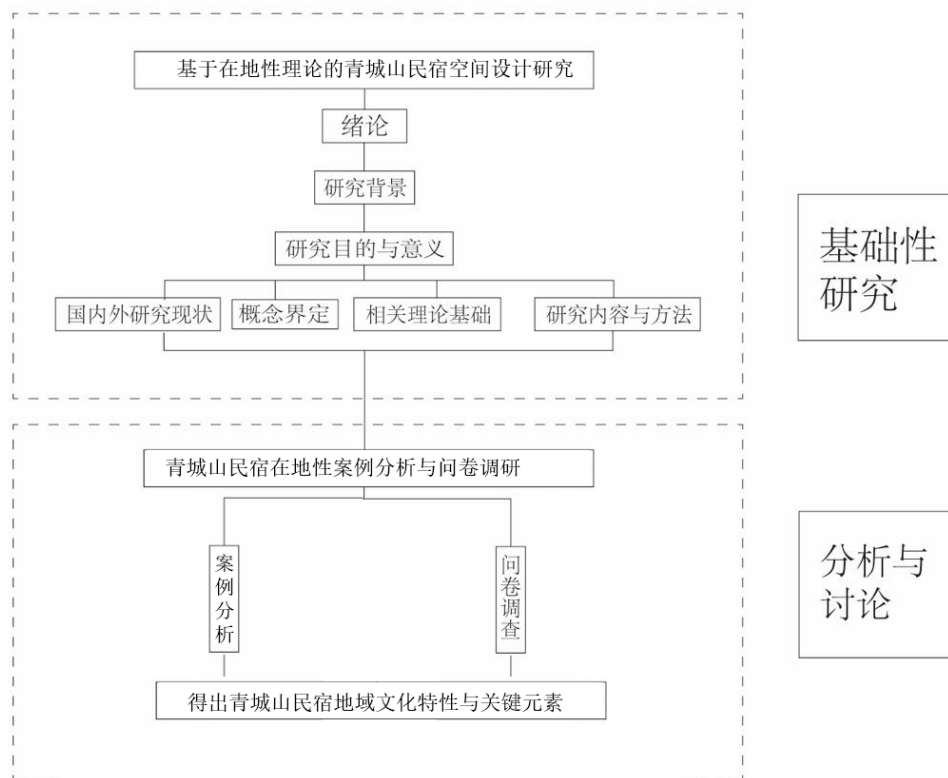 基于在地性理论的青城山民宿空间设计研究
绪论
研究背景
研究目的与意义
国内外研究现状
概念界定
相关理论基础
研究内容与方法
基础性
研究
青城山民宿在地性案例分析与问卷调研
案例分析
问卷调查
得出青城山民宿地域文化特性与关键元素
分析与
讨论